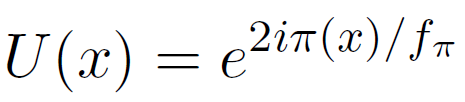 U(x) = e^{2iπ(x)/f_π}